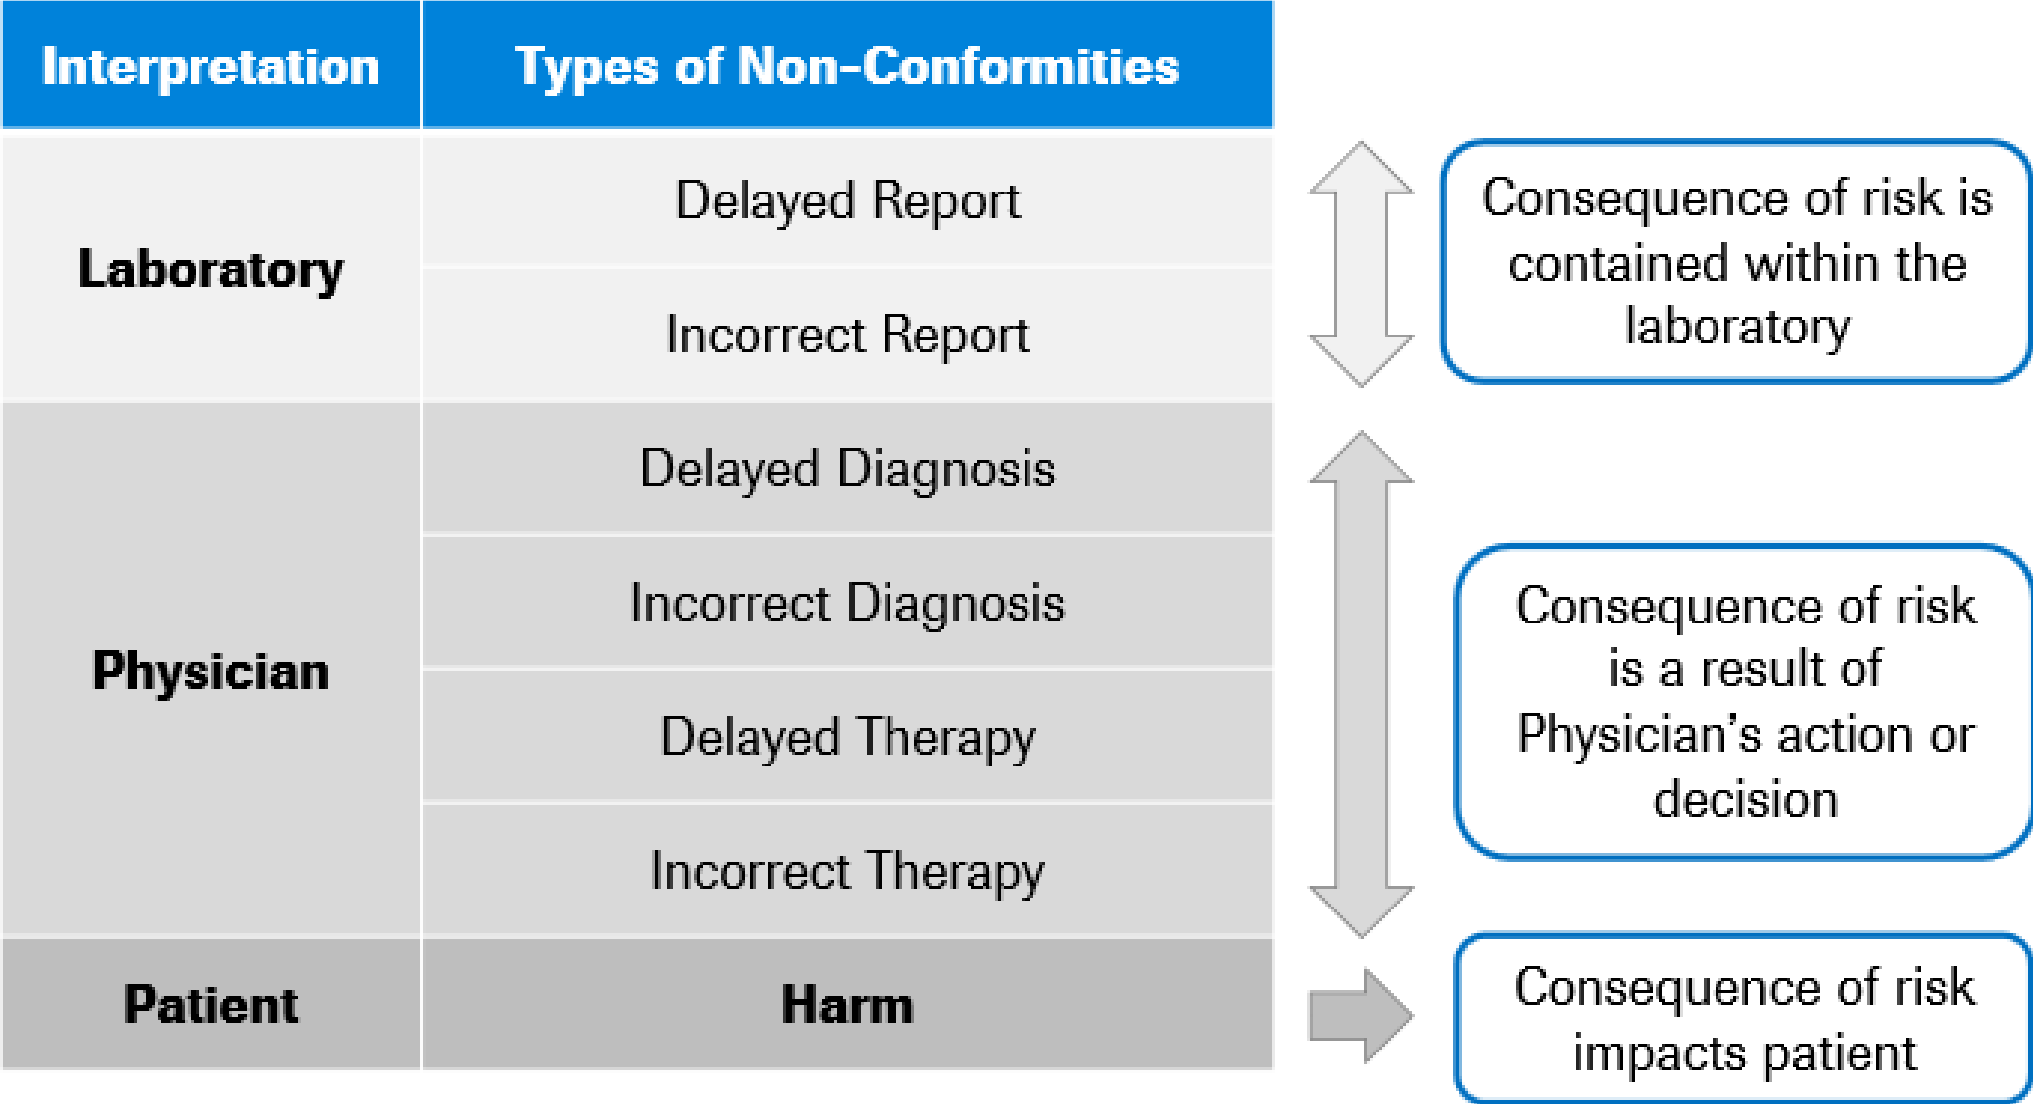 Interpretation
Types of Non-Conformities
Laboratory
Delayed Report
Incorrect Report
Consequence of risk is
contained within the
laboratory
Physician
Delayed Diagnosis
Incorrect Diagnosis
Delayed Therapy
Incorrect Therapy
Consequence of risk
is a result of
Physician's action or
decision
Patient
Harm
Consequence of risk
impacts patient